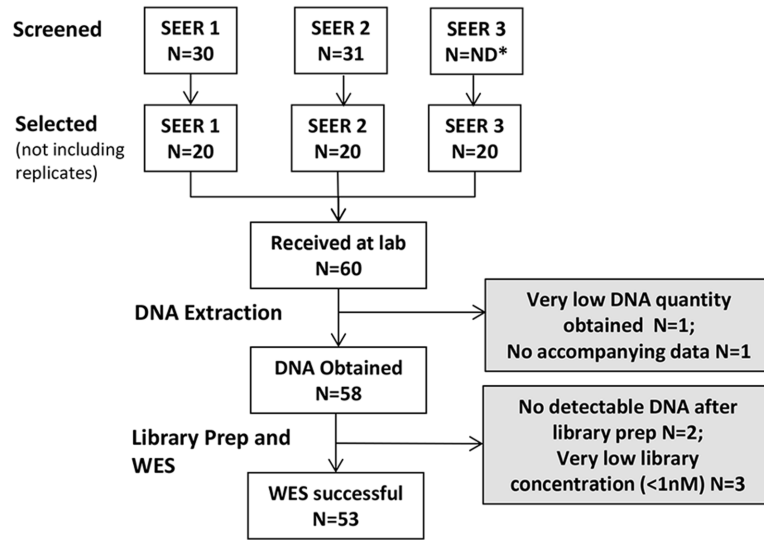 Screened
SEER 1
N=30
SEER 2
N=31
SEER 3
N=ND*
Selected
(not including
replicates)
SEER 1
N=20
SEER 2
N=20
SEER 3
N=20
Received at lab
N=60
DNA Extraction
Very low DNA quantity
obtained N=1;
No accompanying data N=1
DNA Obtained
N=58
Library Prep and
WES
No detectable DNA after
library prep N=2;
Very low library
concentration (<1nM) N=3
WES successful
N=53